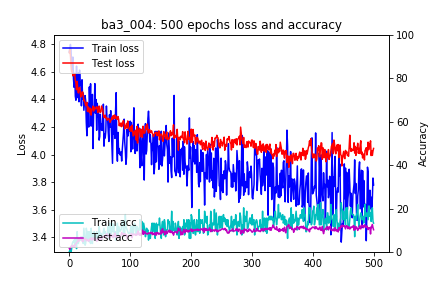 ba3_004: 500 epochs loss and accuracy
Train loss
Test loss
Train acc
Test acc
Loss
4.8
4.6
4.4
4.2
4.0
3.8
3.6
3.4
Accuracy
100
80
60
40
20
0
0
100
200
300
400
500